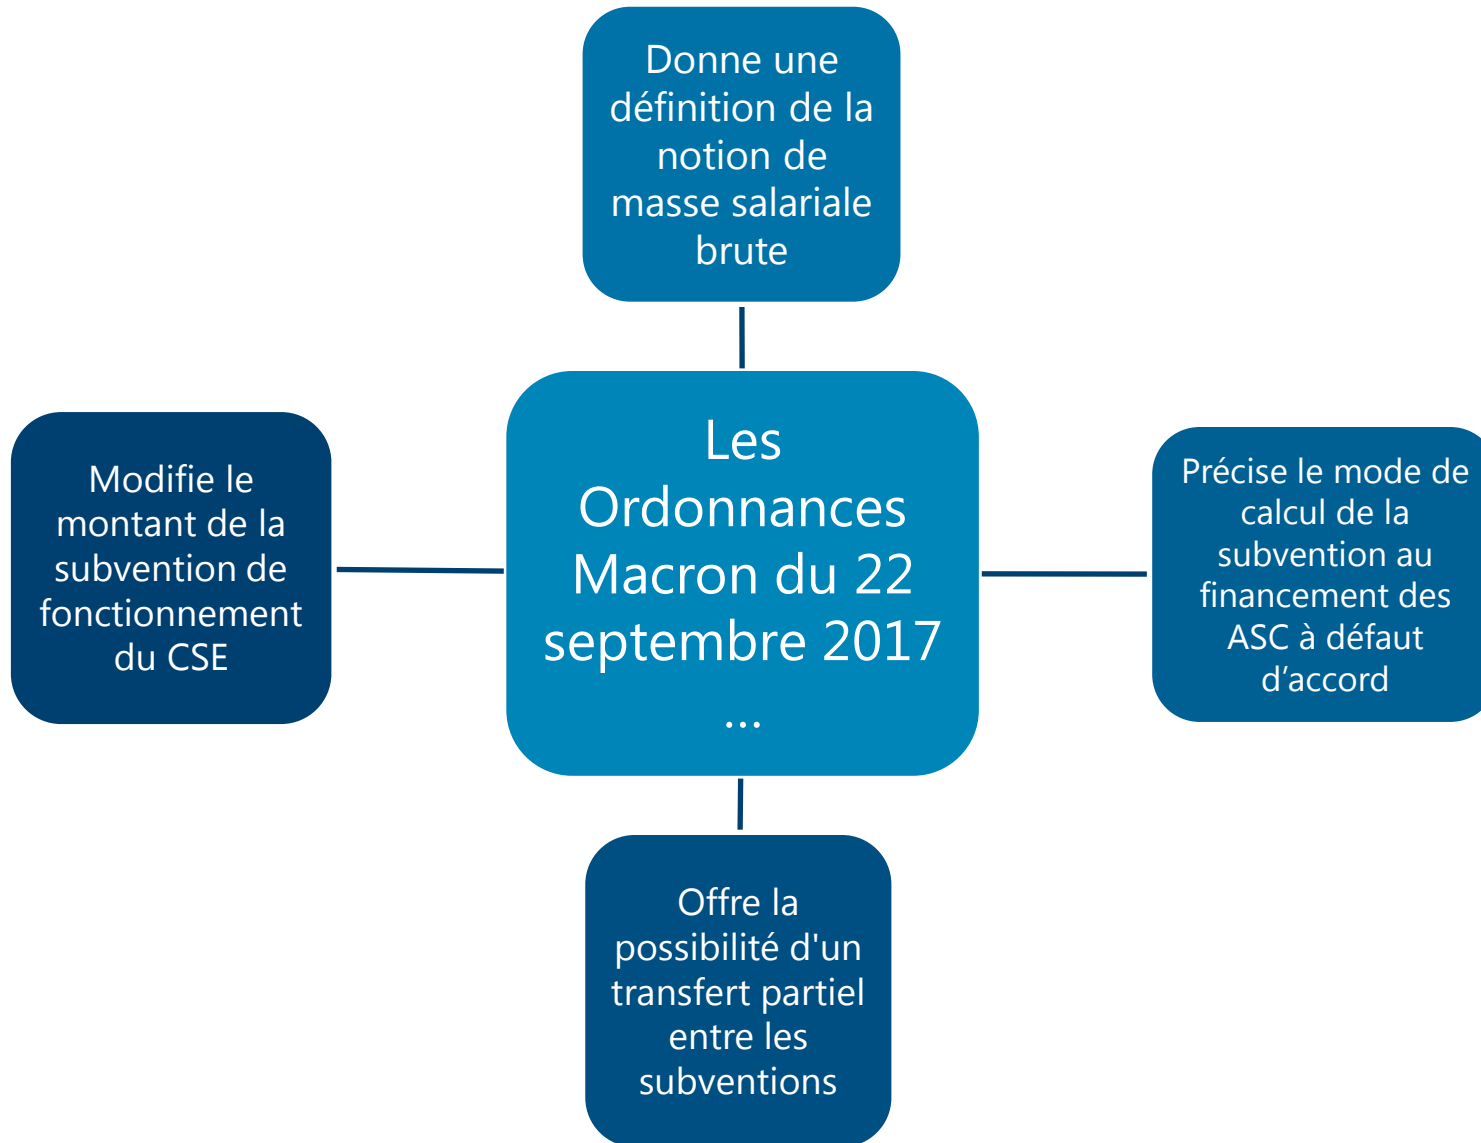 Donne une
définition de la
notion de
masse salariale
brute
Les
Ordonnances
Macron du 22
septembre 2017
...
Modifie le
montant de la
subvention de
fonctionnement
du CSE
Précise le mode de
calcul de la
subvention au
financement des
ASC à défaut
d’accord
Offre la
possibilité d'un
transfert partiel
entre les
subventions